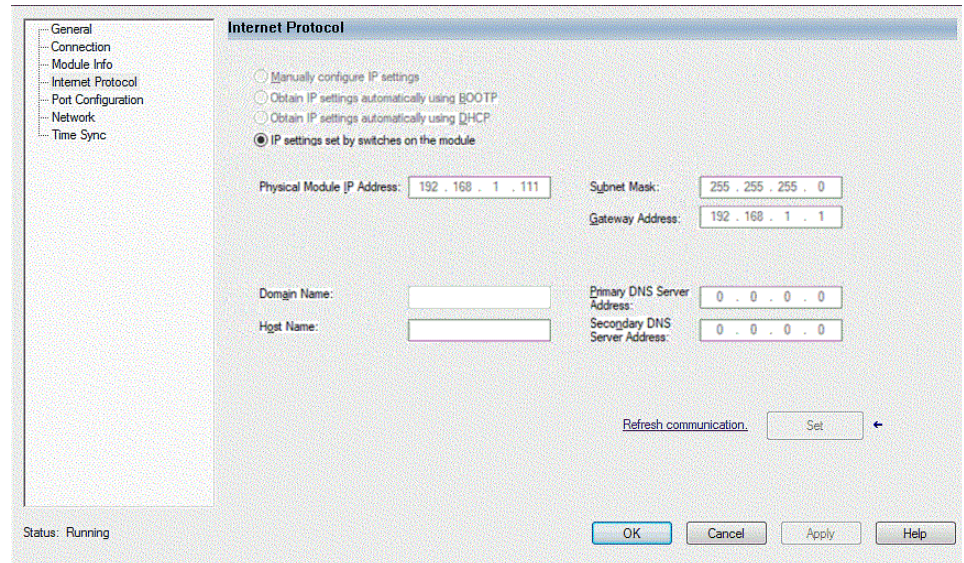 General
Connection
Module Info
Internet Protocol
Port Configuration
Network
Time Sync
Internet Protocol
Manually configure IP settings
Obtain IP settings automatically using BOOTP
Obtain IP settings automatically using DHCP
IP settings set by switches on the module
Physical Module IP Address: 192 . 168 . 1 . 111
Subnet Mask: 255 . 255 . 255 . 0
Gateway Address: 192 . 168 . 1 . 1
Domain Name:
Host Name:
Primary DNS Server
Address: 0 . 0 . 0 . 0
Secondary DNS
Server Address: 0 . 0 . 0 . 0
Refresh communication. Set
Status: Running
OK Cancel Apply Help